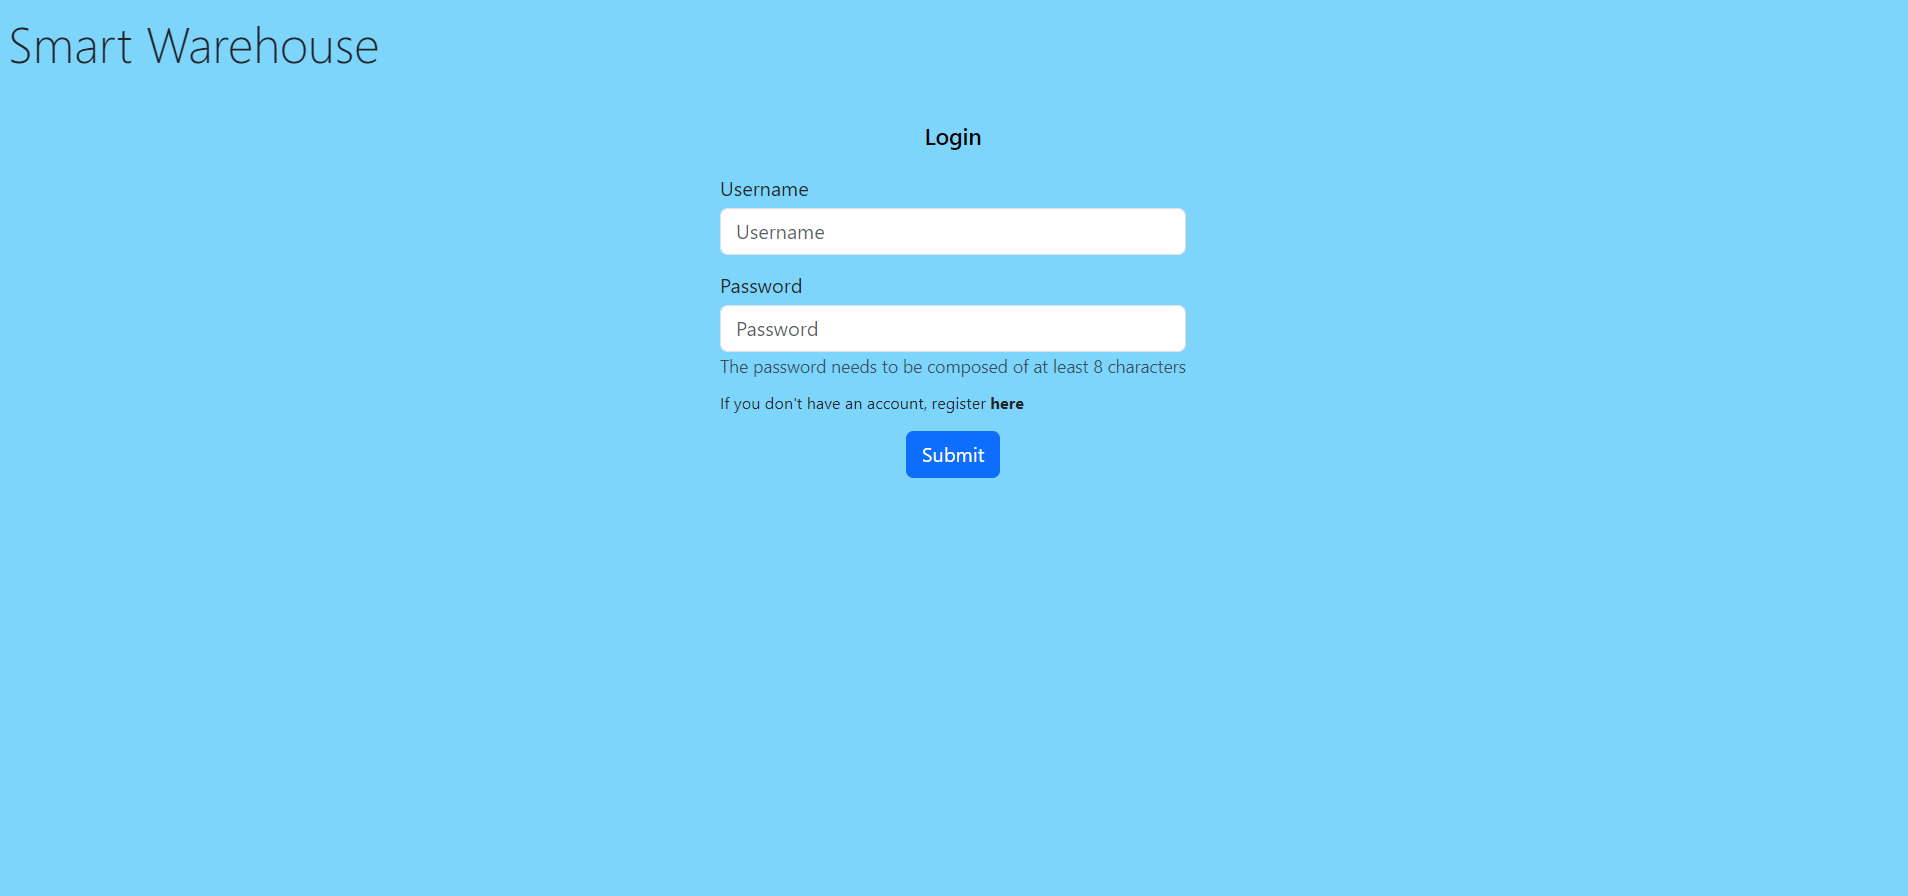 Smart Warehouse
Login
Username
Username
Password
Password
The password needs to be composed of at least 8 characters
If you don't have an account, register here
Submit